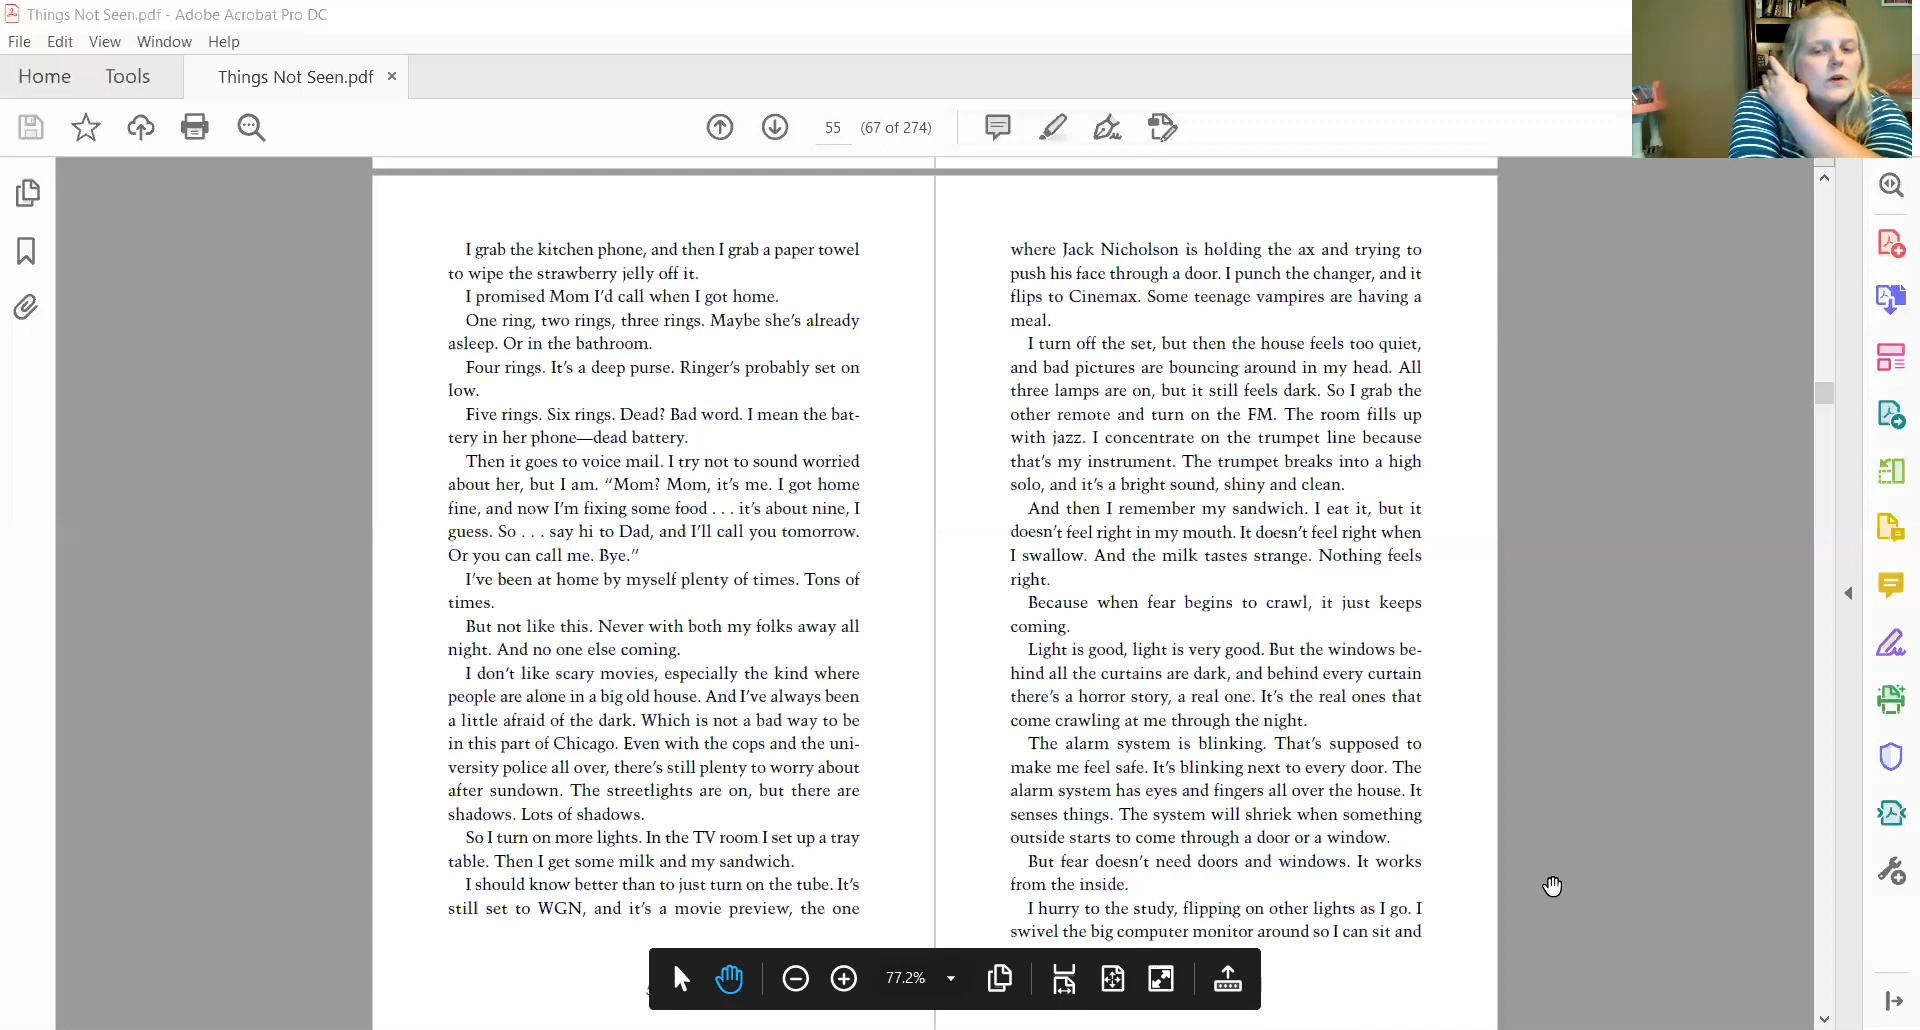 Things Not Seen.pdf - Adobe Acrobat Pro DC
File Edit View Window Help
Home Tools Things Not Seen.pdf ×
55 (67 of 274)
I grab the kitchen phone, and then I grab a paper towel
to wipe the strawberry jelly off it.
I promised Mom I’d call when I got home.
One ring, two rings, three rings. Maybe she’s already
asleep. Or in the bathroom.
Four rings. It’s a deep purse. Ringer’s probably set on
low.
Five rings. Six rings. Dead? Bad word. I mean the bat-
tery in her phone—dead battery.
Then it goes to voice mail. I try not to sound worried
about her, but I am. “Mom? Mom, it’s me. I got home
fine, and now I’m fixing some food . . . it’s about nine, I
guess. So . . . say hi to Dad, and I’ll call you tomorrow.
Or you can call me. Bye.”
I’ve been at home by myself plenty of times. Tons of
times.
But not like this. Never with both my folks away all
night. And no one else coming.
I don’t like scary movies, especially the kind where
people are alone in a big old house. And I’ve always been
a little afraid of the dark. Which is not a bad way to be
in this part of Chicago. Even with the cops and the uni-
versity police all over, there’s still plenty to worry about
after sundown. The streetlights are on, but there are
shadows. Lots of shadows.
So I turn on more lights. In the TV room I set up a tray
table. Then I get some milk and my sandwich.
I should know better than to just turn on the tube. It’s
still set to WGN, and it’s a movie preview, the one
where Jack Nicholson is holding the ax and trying to
push his face through a door. I punch the changer, and it
flips to Cinemax. Some teenage vampires are having a
meal.
I turn off the set, but then the house feels too quiet,
and bad pictures are bouncing around in my head. All
three lamps are on, but it still feels dark. So I grab the
other remote and turn on the FM. The room fills up
with jazz. I concentrate on the trumpet line because
that’s my instrument. The trumpet breaks into a high
solo, and it’s a bright sound, shiny and clean.
And then I remember my sandwich. I eat it, but it
doesn’t feel right in my mouth. It doesn’t feel right when
I swallow. And the milk tastes strange. Nothing feels
right.
Because when fear begins to crawl, it just keeps
coming.
Light is good, light is very good. But the windows be-
hind all the curtains are dark, and behind every curtain
there’s a horror story, a real one. It’s the real ones that
come crawling at me through the night.
The alarm system is blinking. That’s supposed to
make me feel safe. It’s blinking next to every door. The
alarm system has eyes and fingers all over the house. It
senses things. The system will shriek when something
outside starts to come through a door or a window.
But fear doesn’t need doors and windows. It works
from the inside.
I hurry to the study, flipping on other lights as I go. I
swivel the big computer monitor around so I can sit and
77.2%